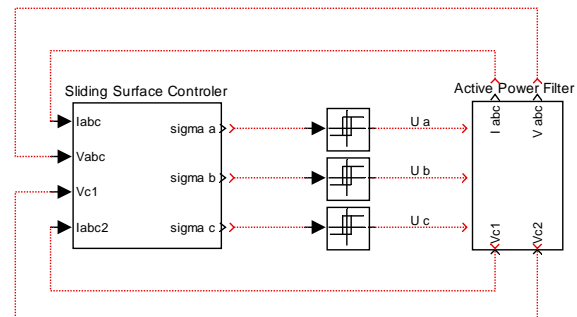 Sliding Surface Controler
Active Power Filter
Iabc
Vabc
Vc1
Iabc2
sigma a
sigma b
sigma c
U a
U b
U c
I abc
V abc
Vc1
Vc2